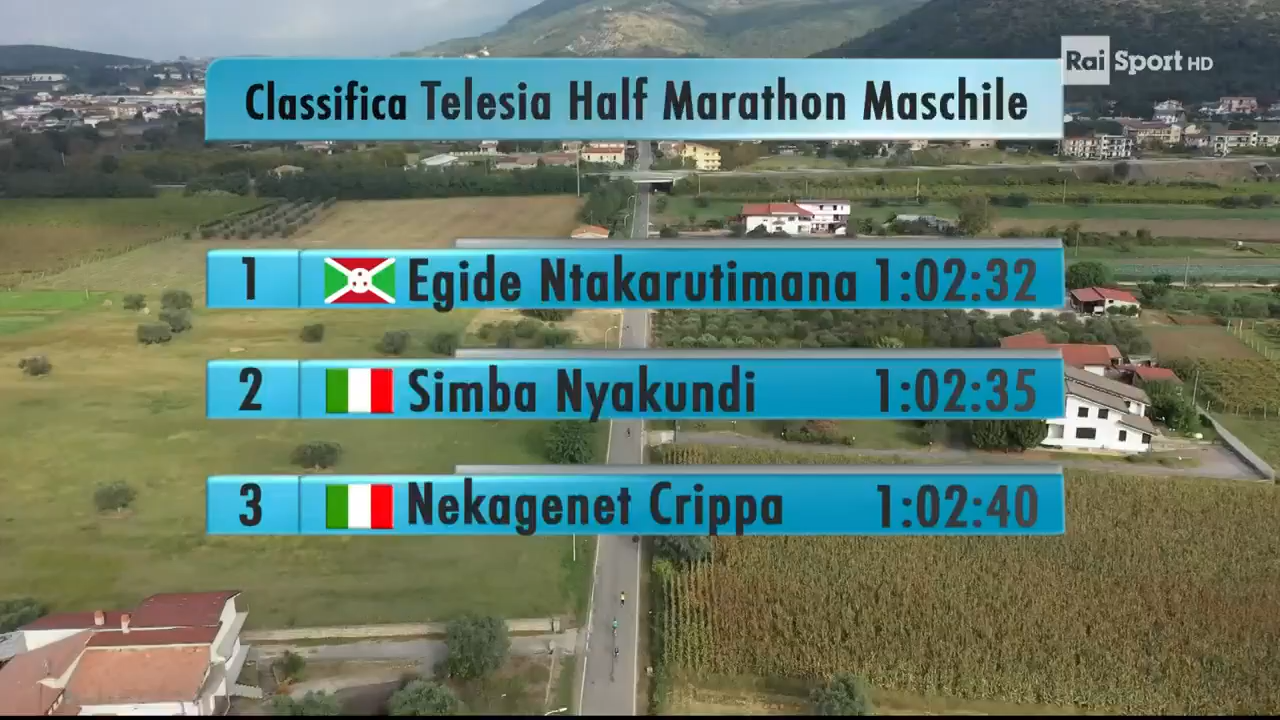 Rai Sport HD
Classifica Telesia Half Marathon Maschile
1 Egide Ntakarutimana 1:02:32
2 Simba Nyakundi 1:02:35
3 Nekagenet Crippa 1:02:40